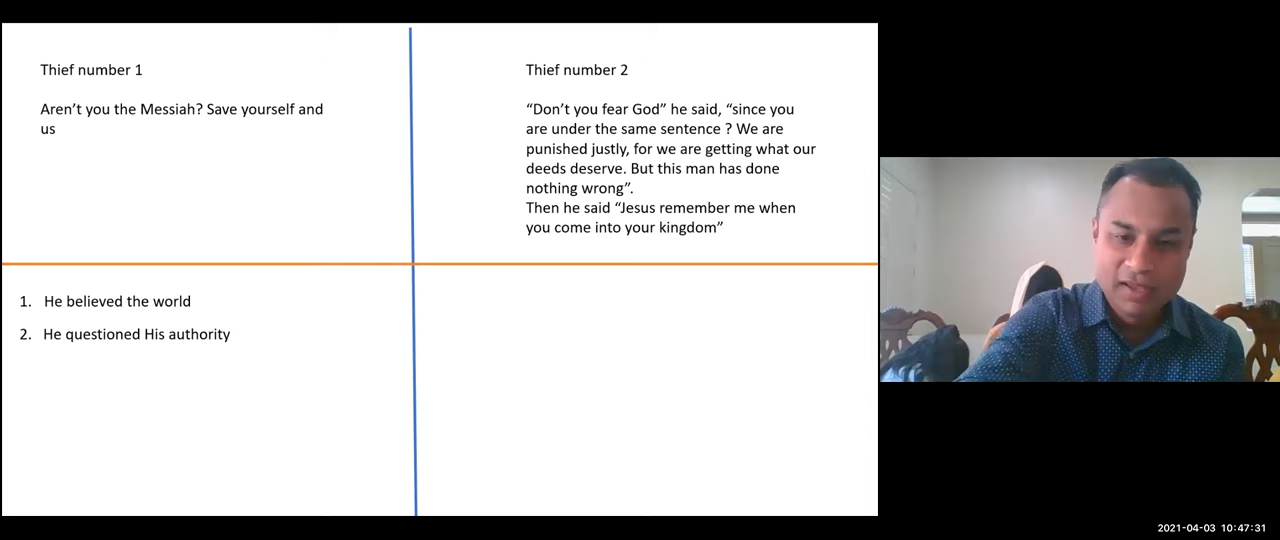 Thief number 1
Aren’t you the Messiah? Save yourself and
us
Thief number 2
“Don’t you fear God” he said, “since you
are under the same sentence ? We are
punished justly, for we are getting what our
deeds deserve. But this man has done
nothing wrong”.
Then he said “Jesus remember me when
you come into your kingdom”
1. He believed the world
2. He questioned His authority
2021-04-03 10:47:31